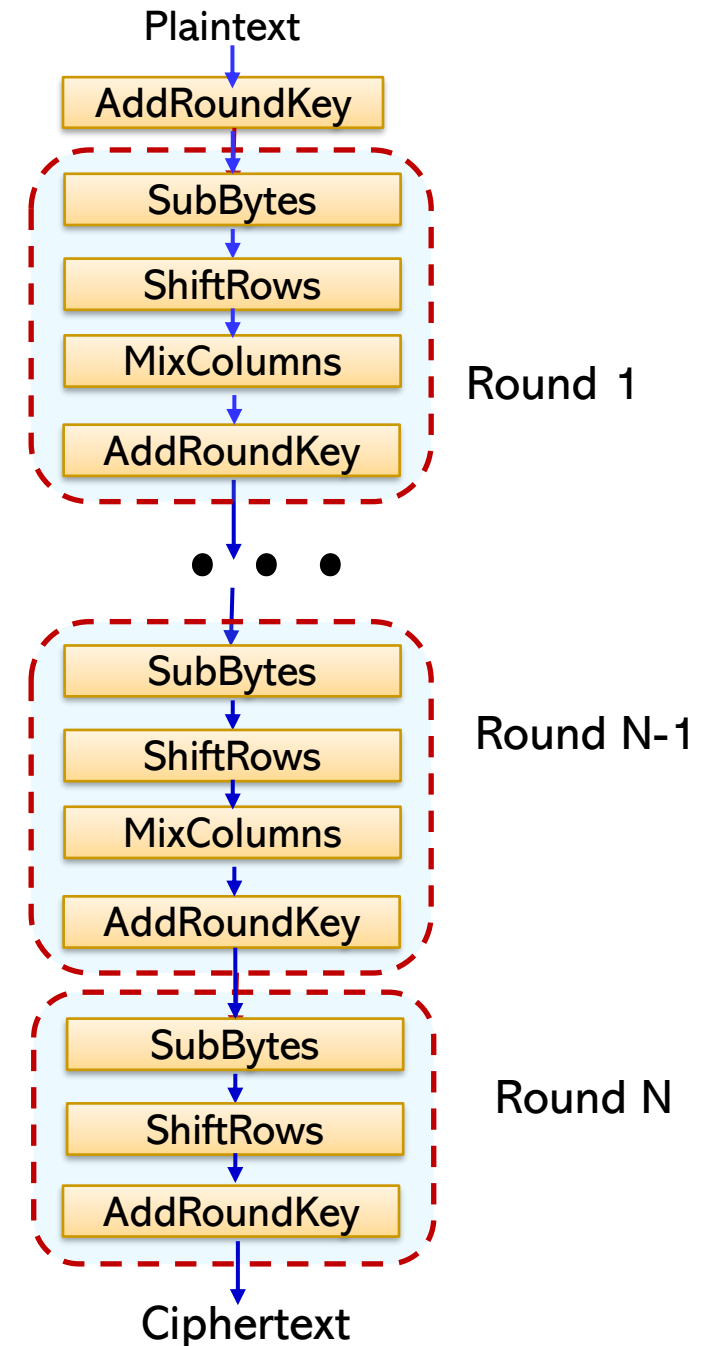 Plaintext
AddRoundKey
SubBytes
ShiftRows
MixColumns
Round 1
AddRoundKey
SubBytes
Round N-1
ShiftRows
MixColumns
AddRoundKey
SubBytes
Round N
ShiftRows
AddRoundKey
Ciphertext